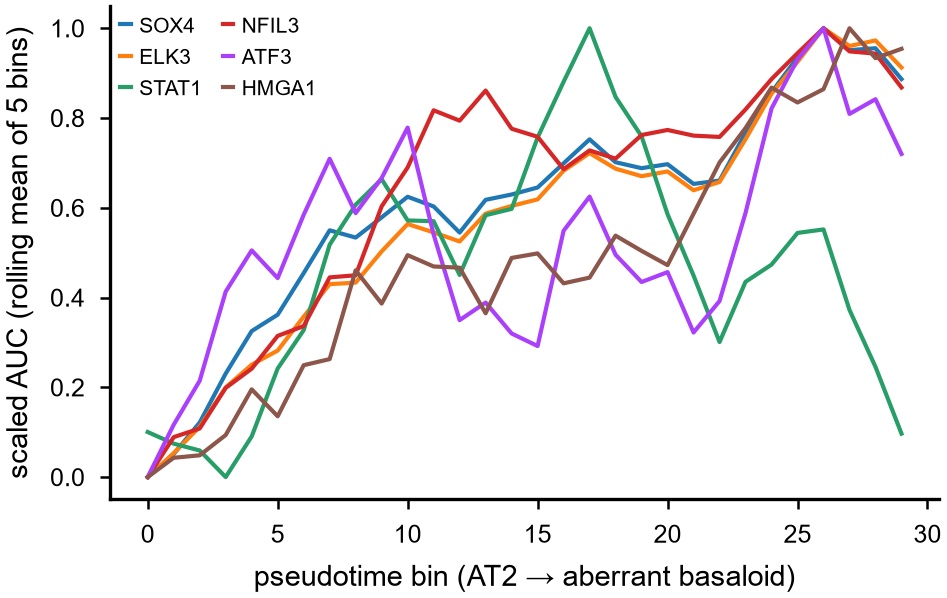 SOX4 NFIL3
ELK3 ATF3
STAT1 HMGA1
scaled AUC (rolling mean of 5 bins)
1.0
0.8
0.6
0.4
0.2
0.0
0 5 10 15 20 25 30
pseudotime bin (AT2 → aberrant basaloid)